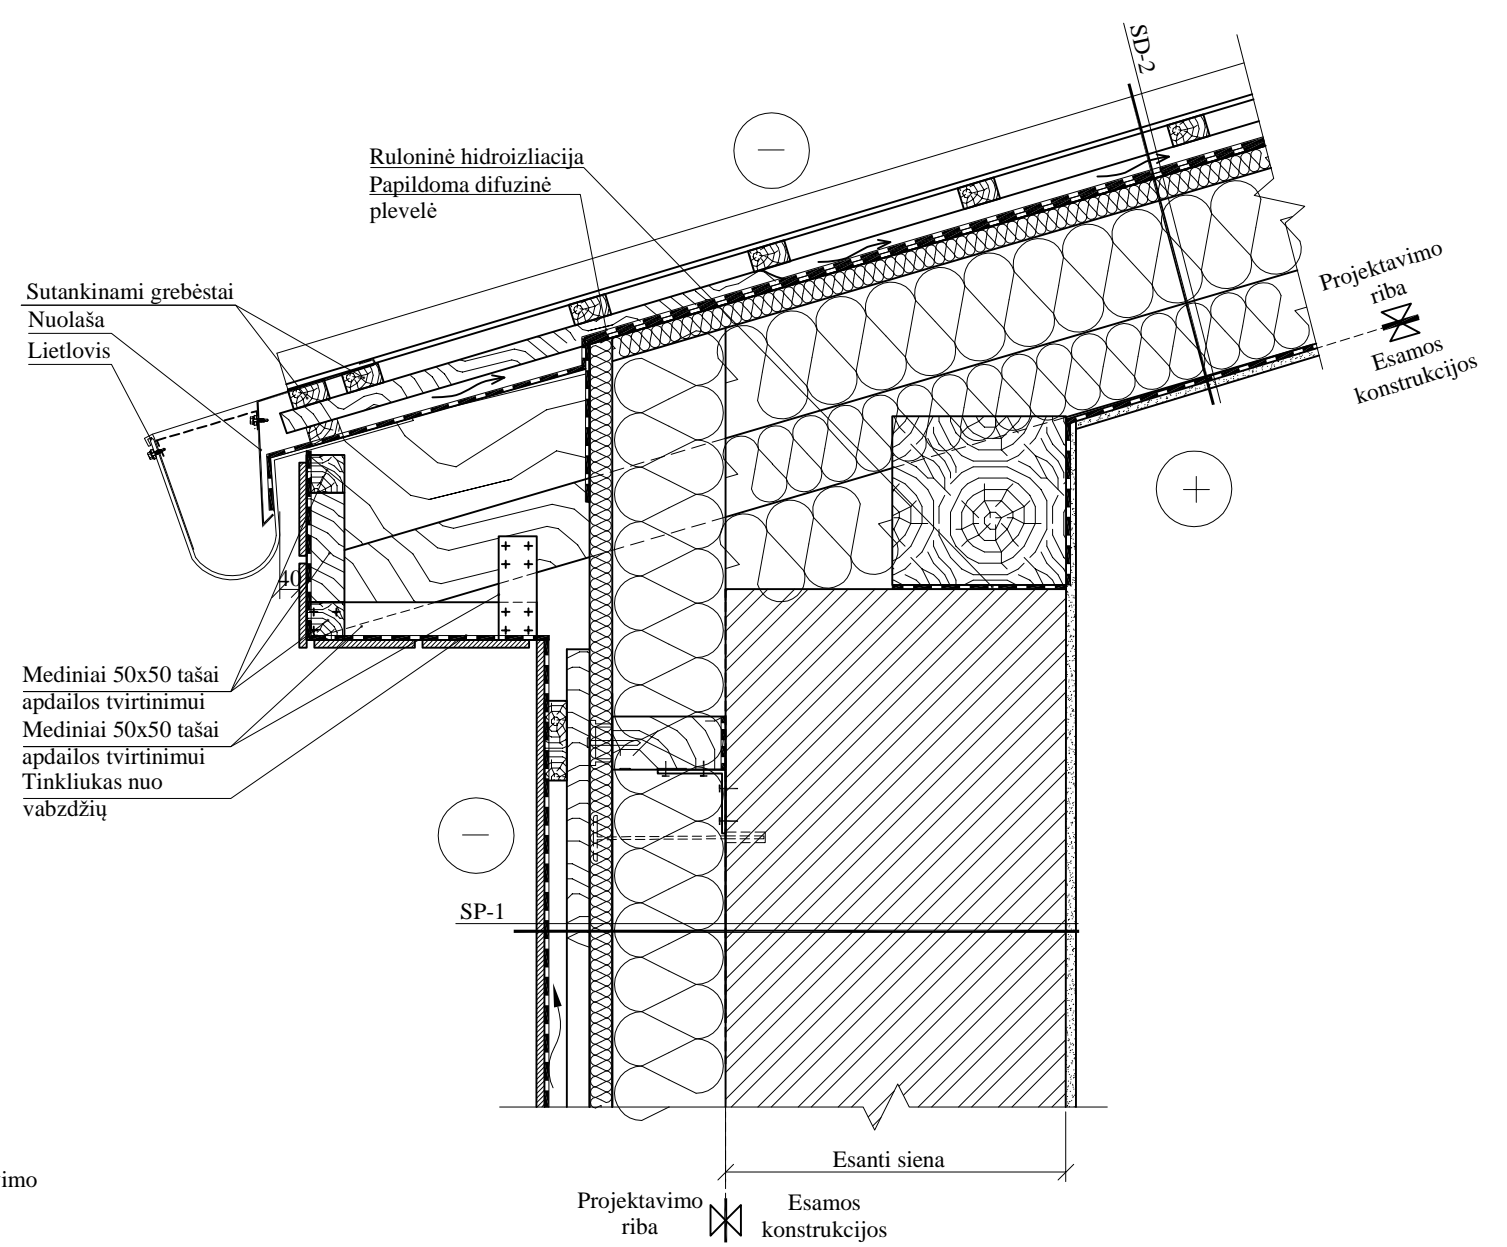 SD-2
Ruloninė hidroizliacija
Papildoma difuzinė
plevelė
Projektavimo
riba
Sutankinami grebėstai
Nuolaša
Lietlovis
Esamos
konstrukcijos
40
Mediniai 50x50 tašai
apdailos tvirtinimui
Mediniai 50x50 tašai
apdailos tvirtinimui
Tinkliukas nuo
vabzdžių
SP-1
Esanti siena
imo
Projektavimo
riba
Esamos
konstrukcijos